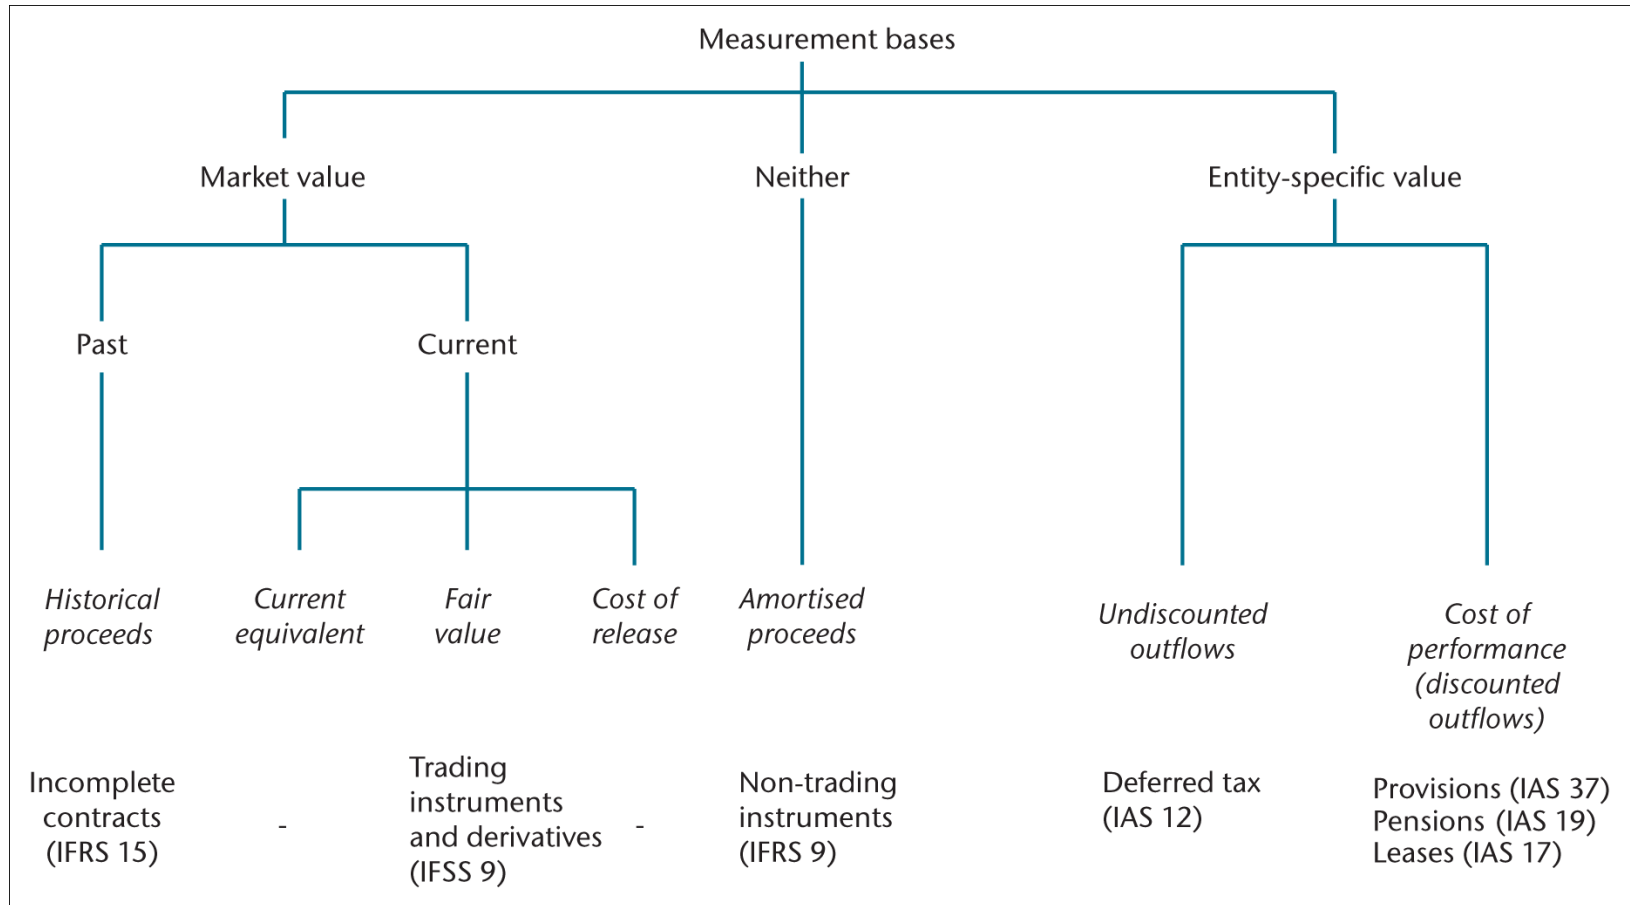 Measurement bases
Market value
Neither
Entity-specific value
Past
Current
Historical
proceeds
Current
equivalent
Fair
value
Cost of
release
Amortised
proceeds
Undiscounted
outflows
Cost of
performance
(discounted
outflows)
Incomplete
contracts
(IFRS 15)
-
Trading
instruments
and derivatives
(IFSS 9)
-
Non-trading
instruments
(IFRS 9)
Deferred tax
(IAS 12)
Provisions (IAS 37)
Pensions (IAS 19)
Leases (IAS 17)